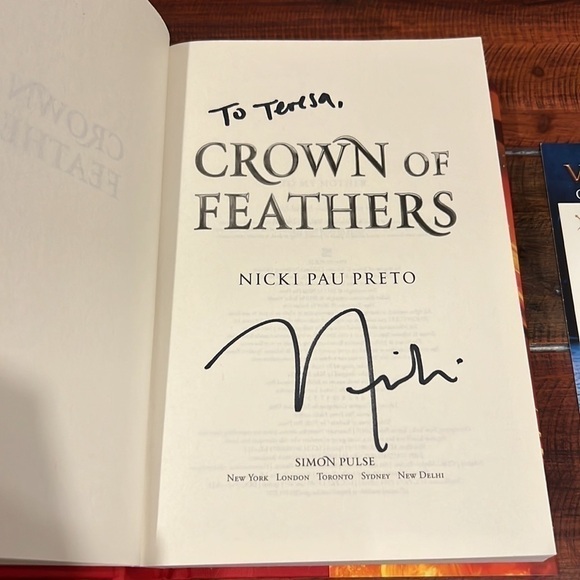 To Teresa,
CROWN OF
FEATHERS
NICKI PAU PRETO
Nicki
SIMON PULSE
New York London Toronto Sydney New Delhi